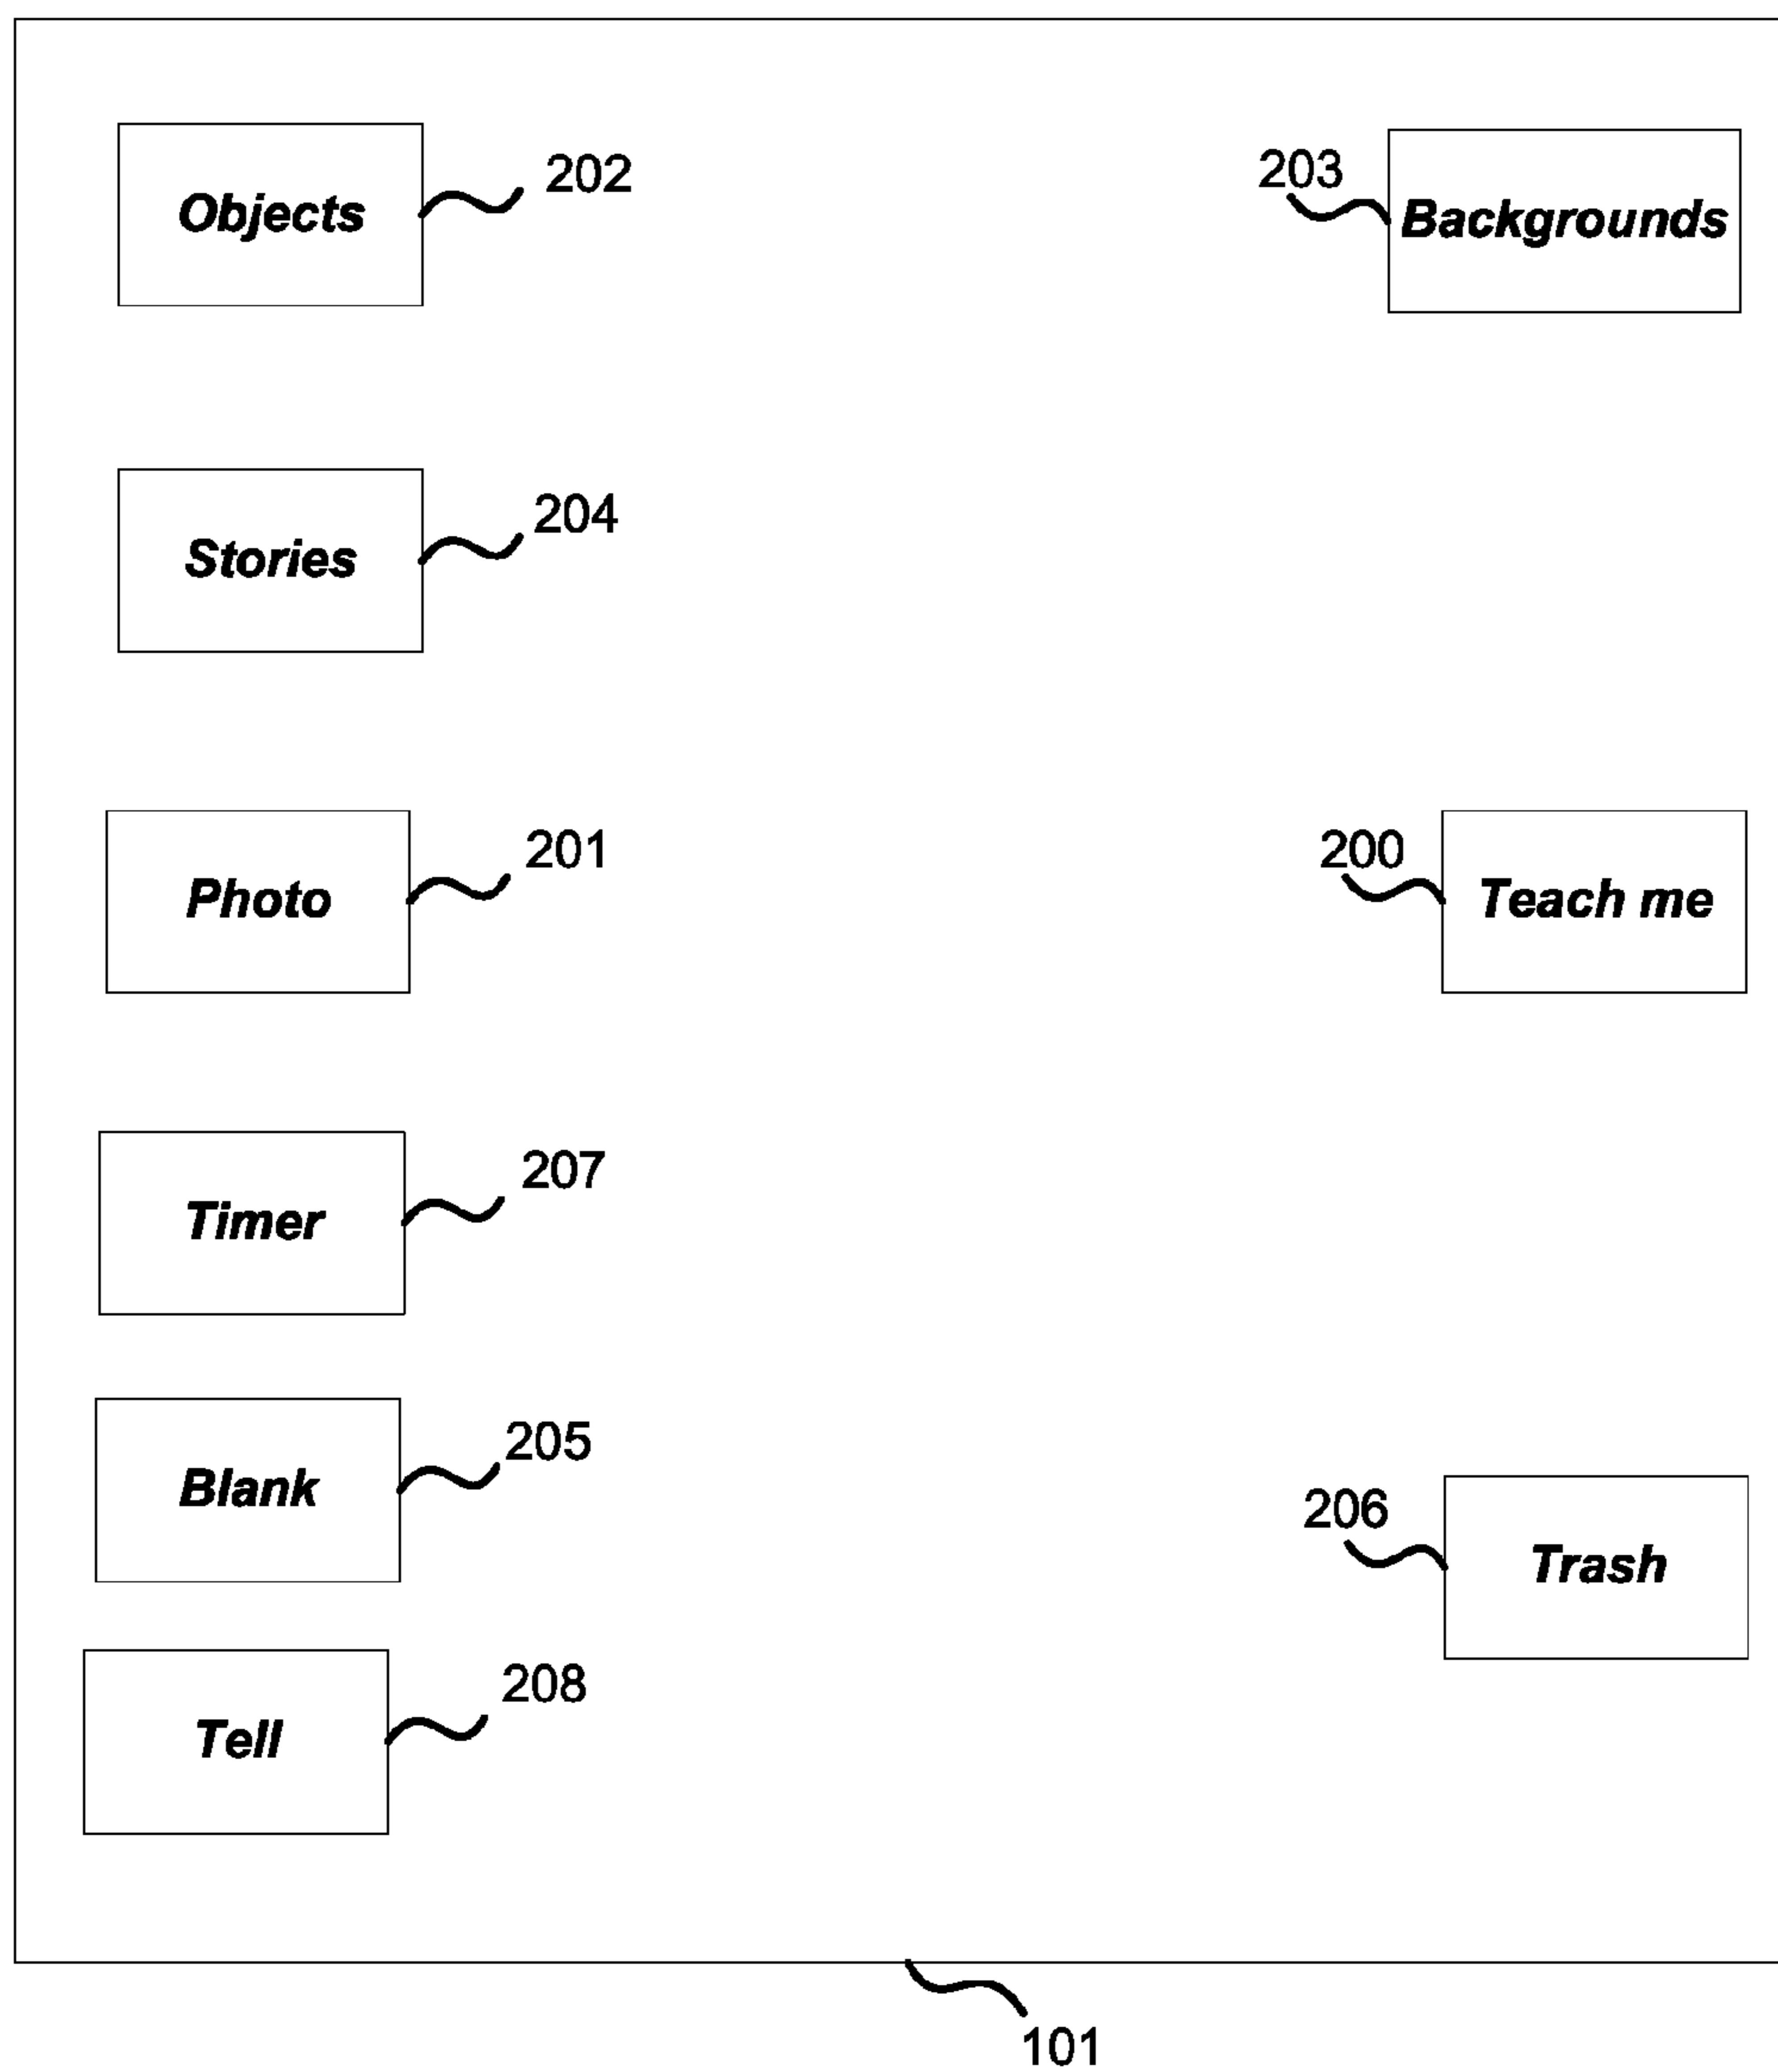 Objects
202
203
Backgrounds
Stories
204
Photo
201
200
Teach me
Timer
207
Blank
205
206
Trash
Tell
208
101